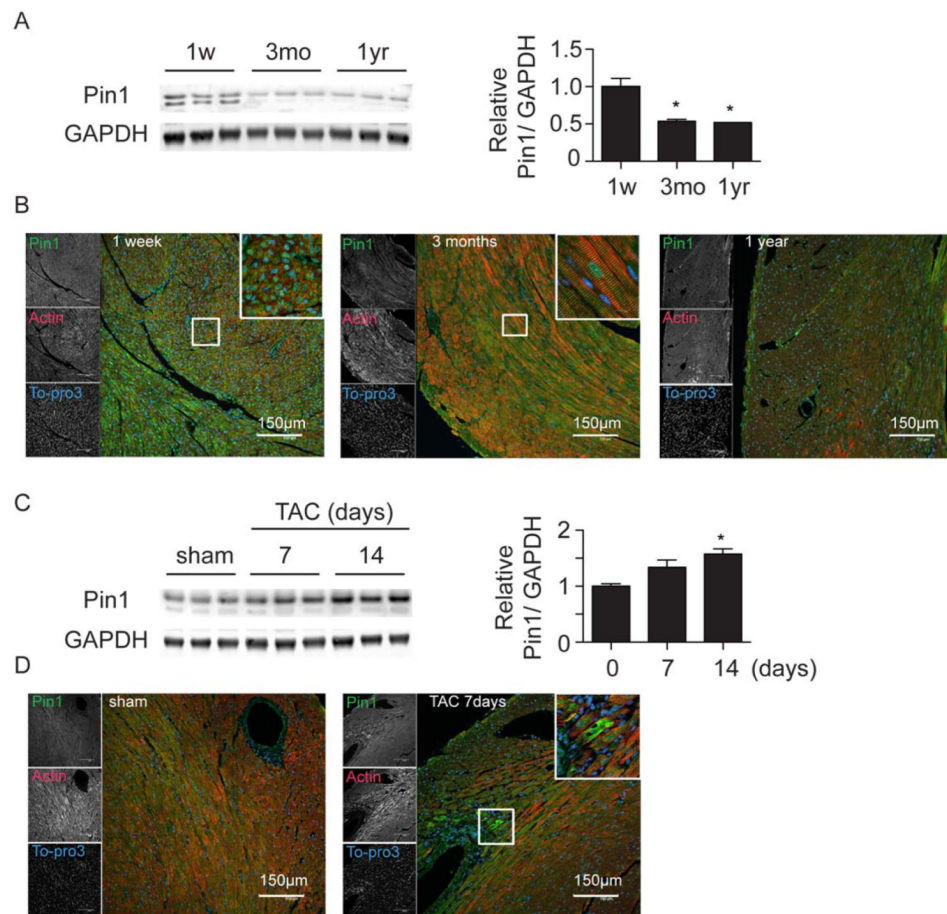 A
1w 3mo 1yr
Pin1
GAPDH
Relative
Pin1/ GAPDH
1.5
1.0
0.5
0
* *
1w 3mo 1yr
B
Pin1
Actin
To-pro3
1 week
150µm
Pin1
Actin
To-pro3
3 months
150µm
Pin1
Actin
To-pro3
1 year
150µm
C
TAC (days)
sham 7 14
Pin1
GAPDH
Relative
Pin1/ GAPDH
2
1
0
*
0 7 14 (days)
D
Pin1
Actin
To-pro3
sham
150µm
Pin1
Actin
To-pro3
TAC 7days
150µm